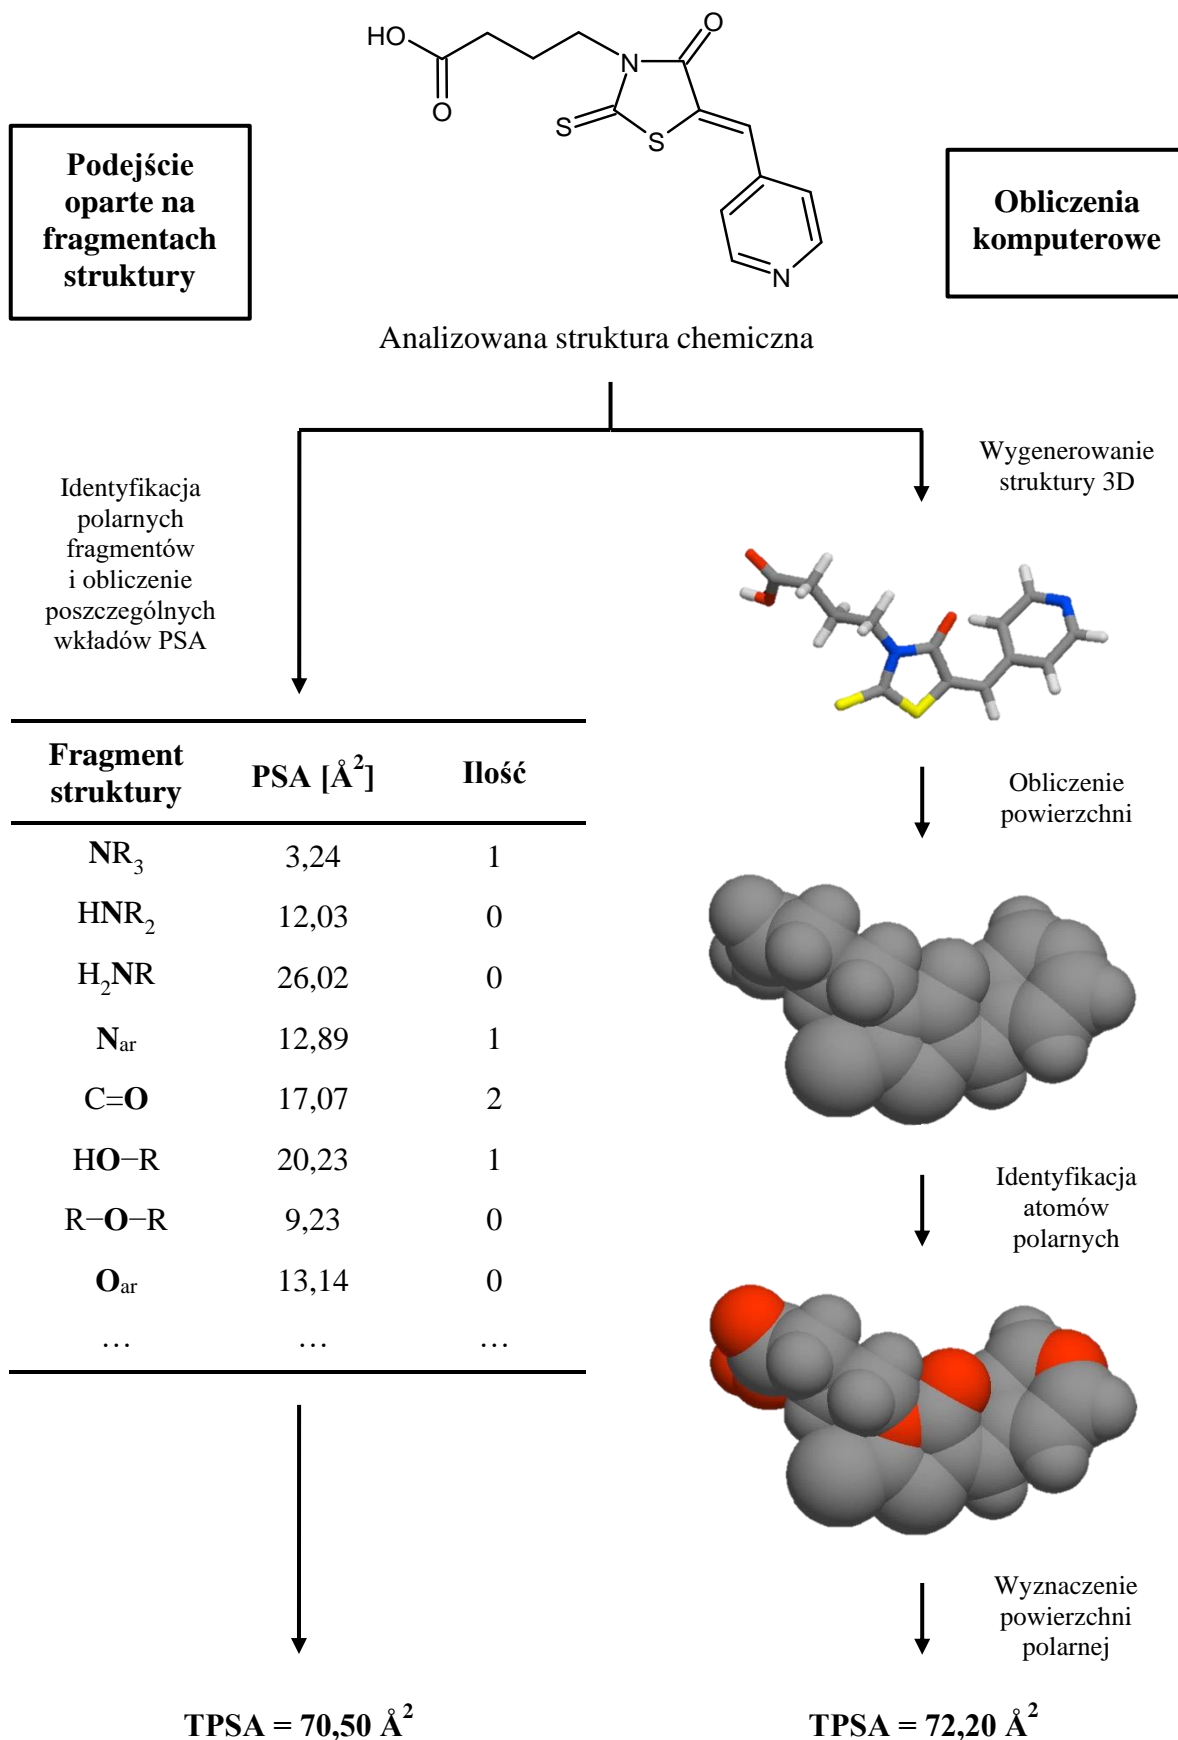 HO
O
N
O
S
S
N
Podejście
oparte na
fragmentach
struktury
Obliczenia
komputerowe
Analizowana struktura chemiczna
Identyfikacja
polarnych
fragmentów
i obliczenie
poszczególnych
wkładów PSA
Wygenerowanie
struktury 3D
Fragment
struktury PSA [Å²] Ilość
NR₃ 3,24 1
HNR₂ 12,03 0
H₂NR 26,02 0
Nar 12,89 1
C=O 17,07 2
HO−R 20,23 1
R−O−R 9,23 0
Oar 13,14 0
… … …
Obliczenie
powierzchni
Identyfikacja
atomów
polarnych
Wyznaczenie
powierzchni
polarnej
TPSA = 70,50 Å²
TPSA = 72,20 Å²